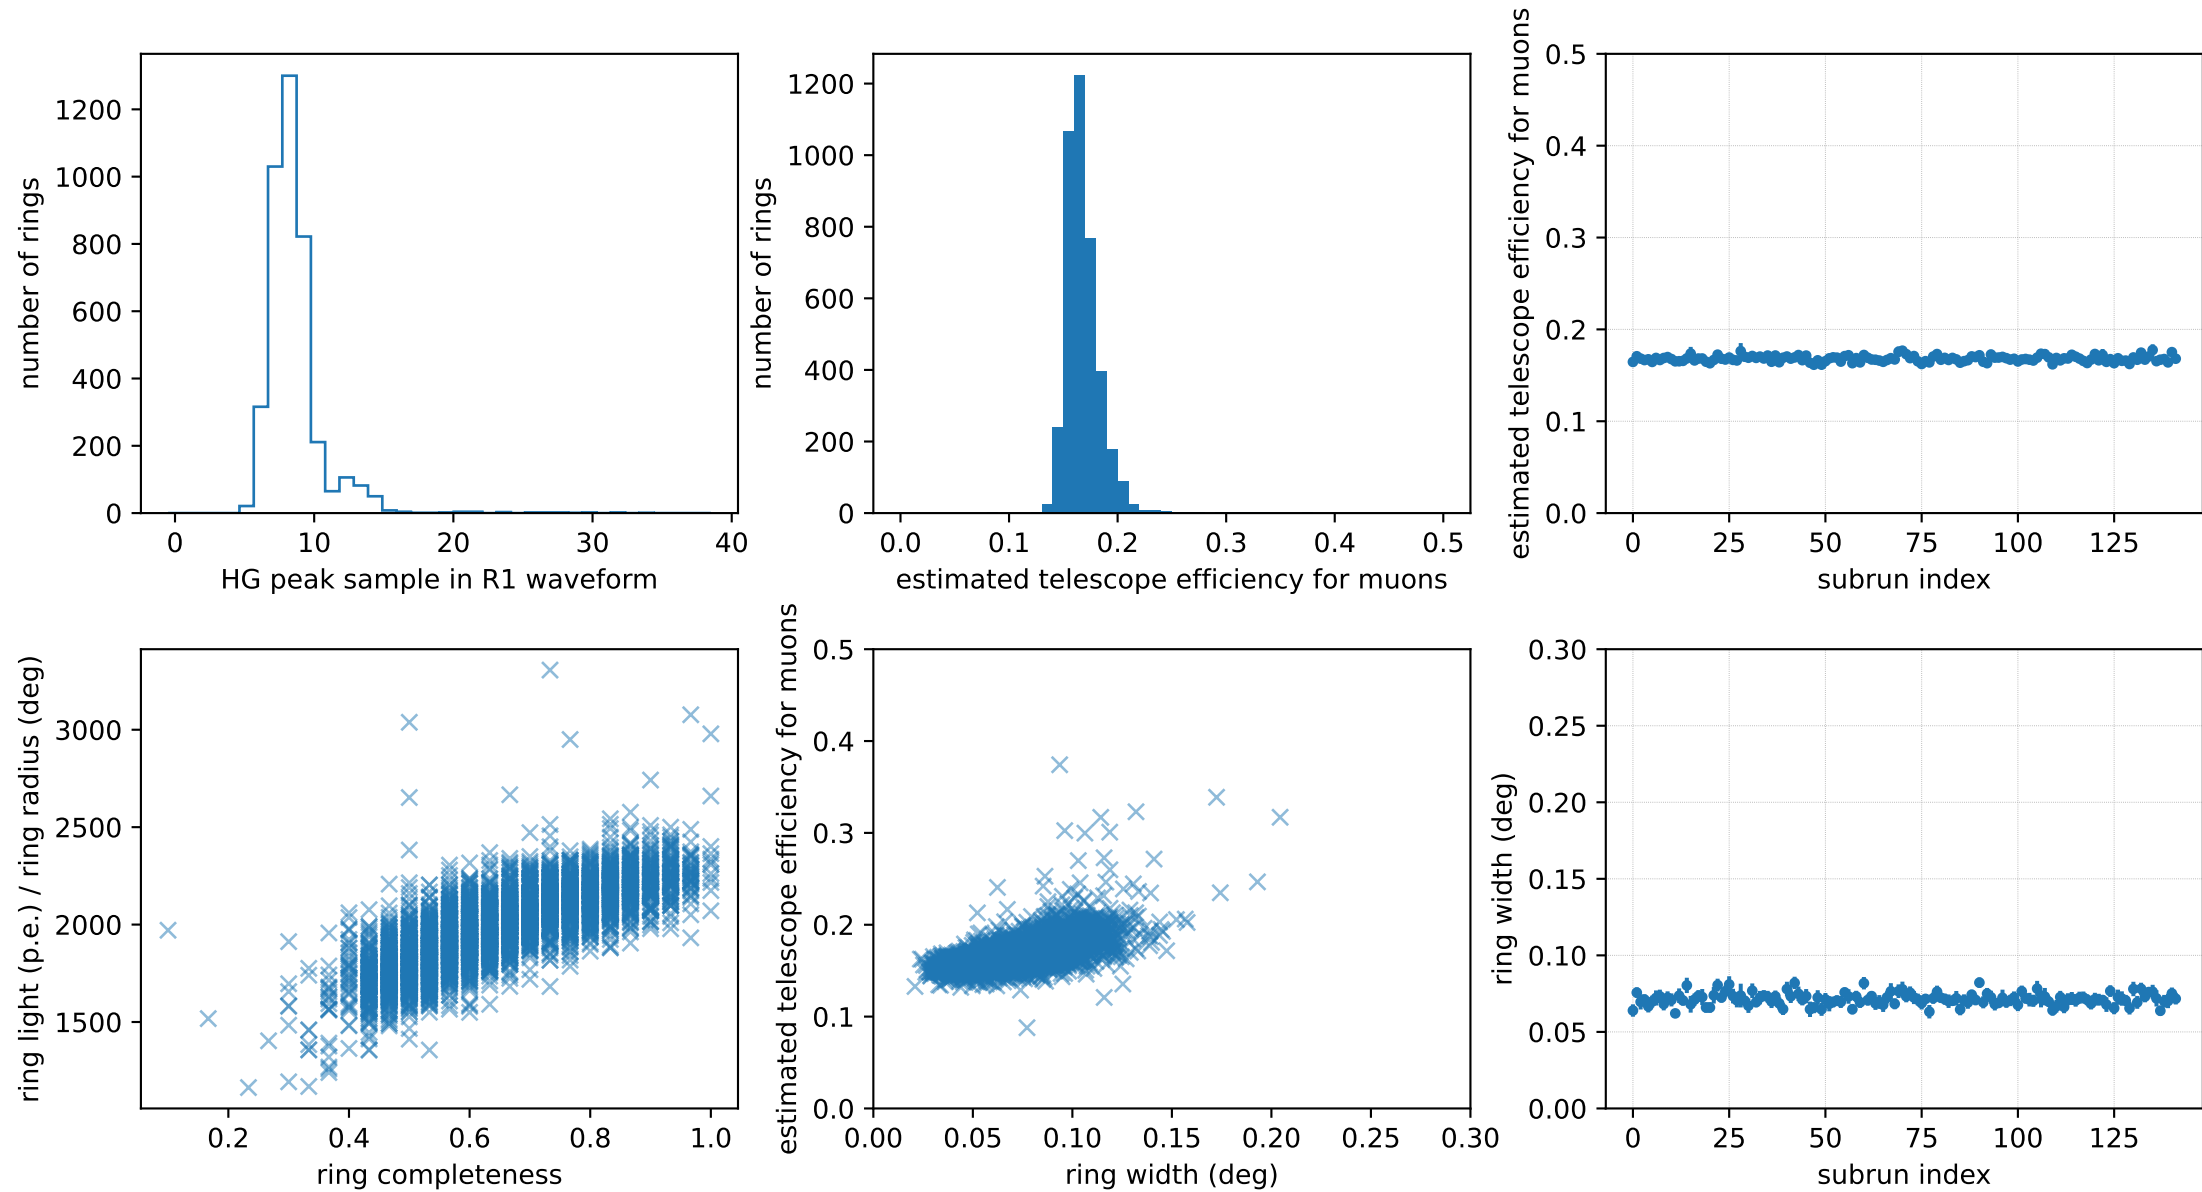 number of rings
1200
1000
800
600
400
200
0
0 10 20 30 40
HG peak sample in R1 waveform
number of rings
1200
1000
800
600
400
200
0
0.0 0.1 0.2 0.3 0.4 0.5
estimated telescope efficiency for muons
estimated telescope efficiency for muons
0.5
0.4
0.3
0.2
0.1
0.0
0 25 50 75 100 125
subrun index
ring light (p.e.) / ring radius (deg)
3000
2500
2000
1500
0.2 0.4 0.6 0.8 1.0
ring completeness
estimated telescope efficiency for muons
0.5
0.4
0.3
0.2
0.1
0.0
0.00 0.05 0.10 0.15 0.20 0.25 0.30
ring width (deg)
ring width (deg)
0.30
0.25
0.20
0.15
0.10
0.05
0.00
0 25 50 75 100 125
subrun index